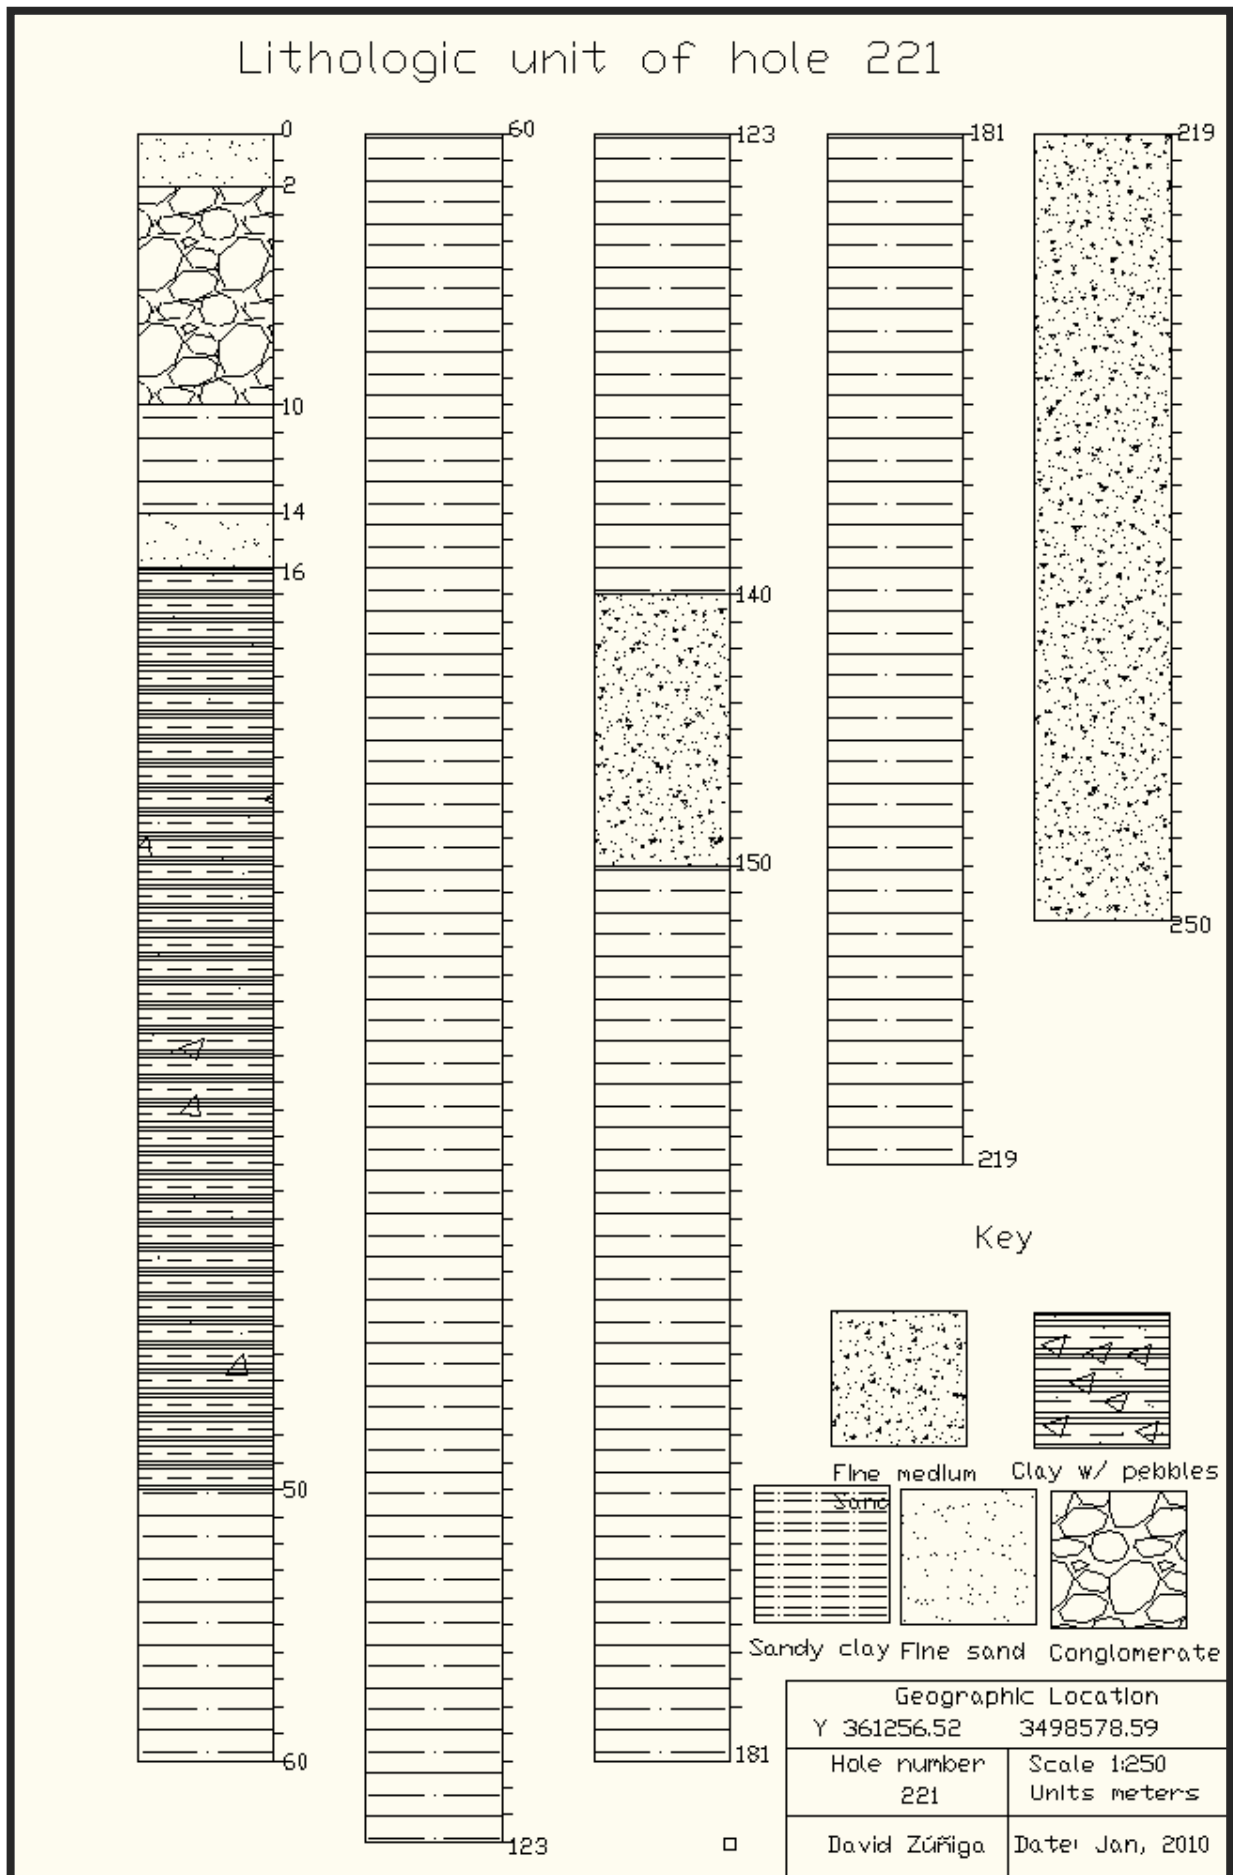 Lithologic unit of hole 221
0
2
10
14
16
50
60
60
123
123
140
150
181
181
219
219
250
Key
Fine medium
Sand
Clay w/ pebbles
Sandy clay
Fine sand
Conglomerate
Geographic Location
Y 361256.52 3498578.59
Hole number
221
Scale 1:250
Units meters
David Zúñiga
Date: Jan, 2010